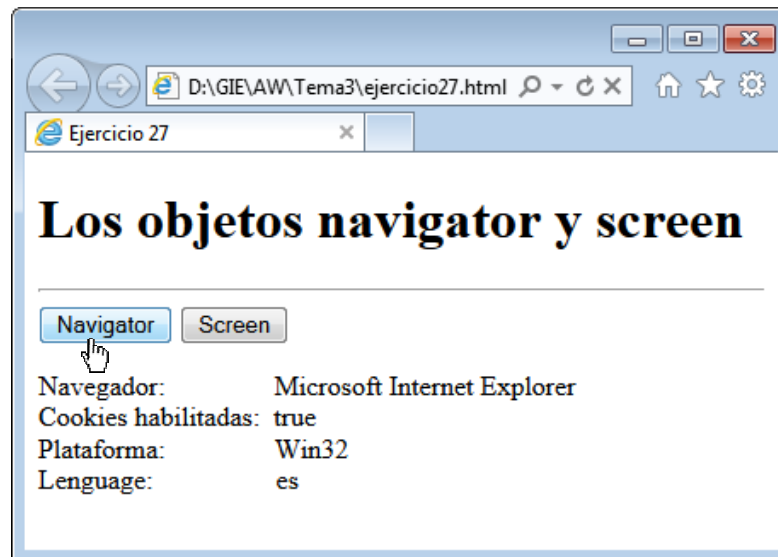 D:\GIE\AW\Tema3\ejercicio27.html
Ejercicio 27
Los objetos navigator y screen
Navigator Screen
Navegador: Microsoft Internet Explorer
Cookies habilitadas: true
Plataforma: Win32
Lenguage: es